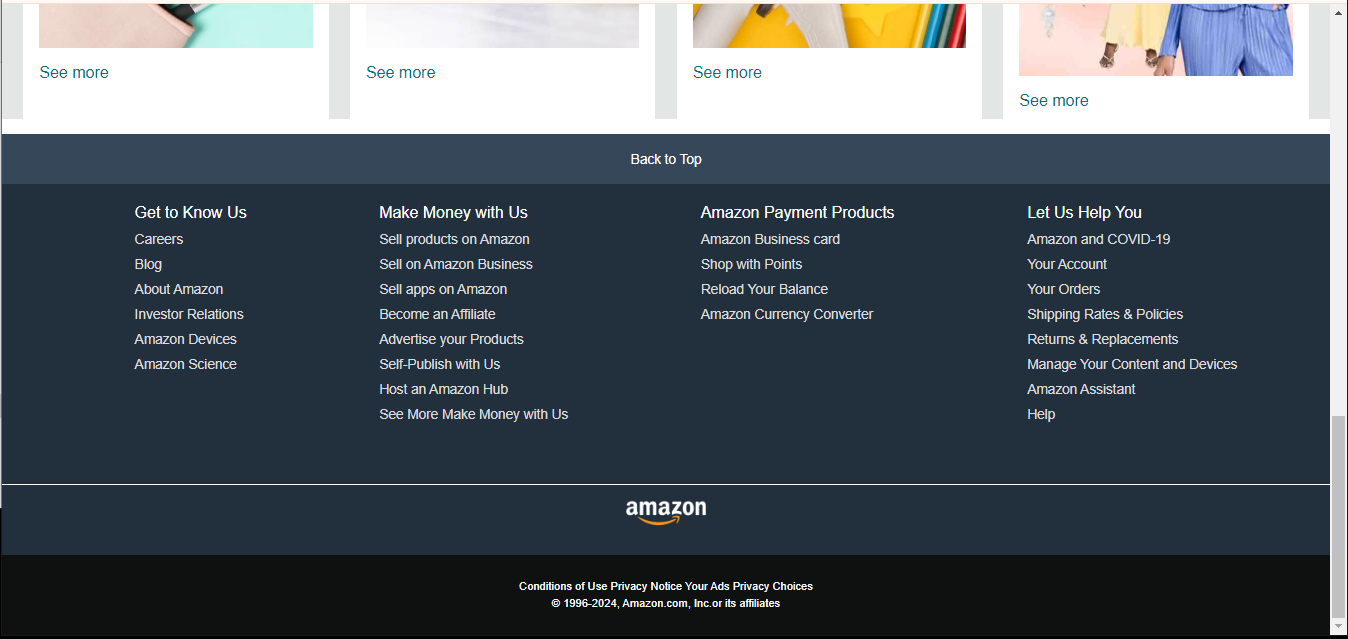 See more
See more
See more
See more
Back to Top
Get to Know Us
Careers
Blog
About Amazon
Investor Relations
Amazon Devices
Amazon Science
Make Money with Us
Sell products on Amazon
Sell on Amazon Business
Sell apps on Amazon
Become an Affiliate
Advertise your Products
Self-Publish with Us
Host an Amazon Hub
See More Make Money with Us
Amazon Payment Products
Amazon Business card
Shop with Points
Reload Your Balance
Amazon Currency Converter
Let Us Help You
Amazon and COVID-19
Your Account
Your Orders
Shipping Rates & Policies
Returns & Replacements
Manage Your Content and Devices
Amazon Assistant
Help
amazon
Conditions of Use Privacy Notice Your Ads Privacy Choices
© 1996-2024, Amazon.com, Inc.or its affiliates